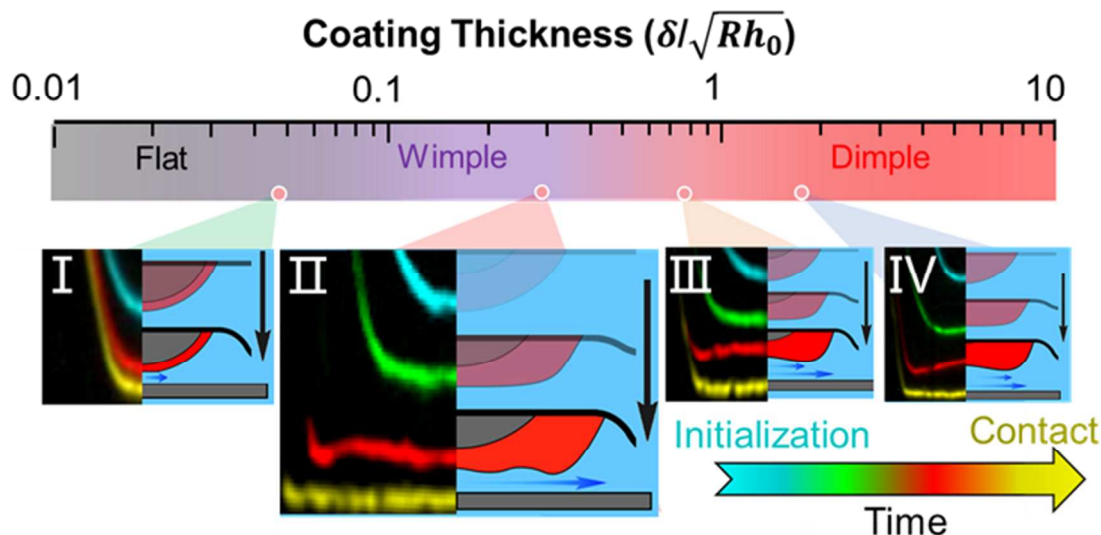 Coating Thickness (δ/√Rh₀)
0.01 0.1 1 10
Flat Wimple Dimple
I II III IV
Initialization Contact
Time